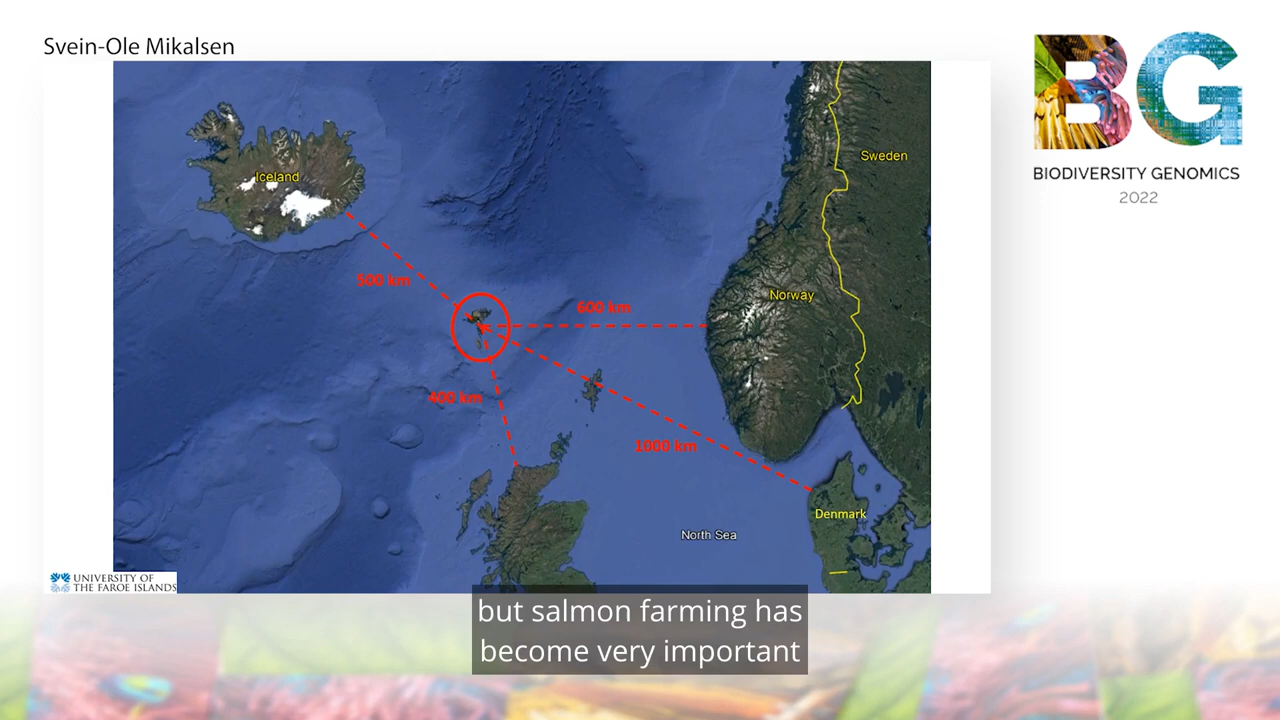 Svein-Ole Mikalsen
BG
BIODIVERSITY GENOMICS
2022
Iceland
Sweden
500 km
600 km
Norway
400 km
1000 km
Denmark
North Sea
UNIVERSITY OF
THE FAROE ISLANDS
but salmon farming has
become very important